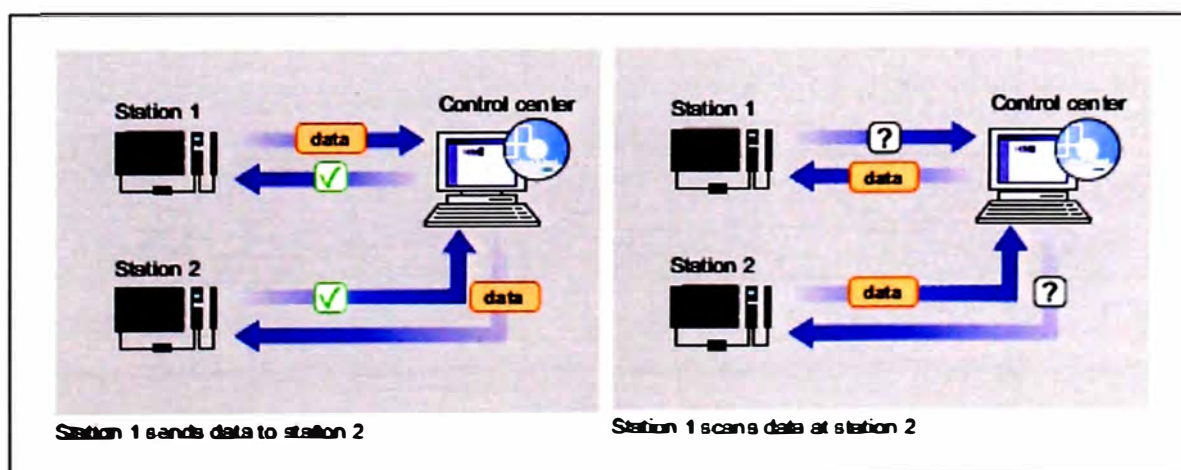 Station 1
Control center
data
✓
Station 2
✓
data
Station 1 sends data to station 2
Station 1
Control center
?
data
Station 2
data
?
Station 1 scans data at station 2